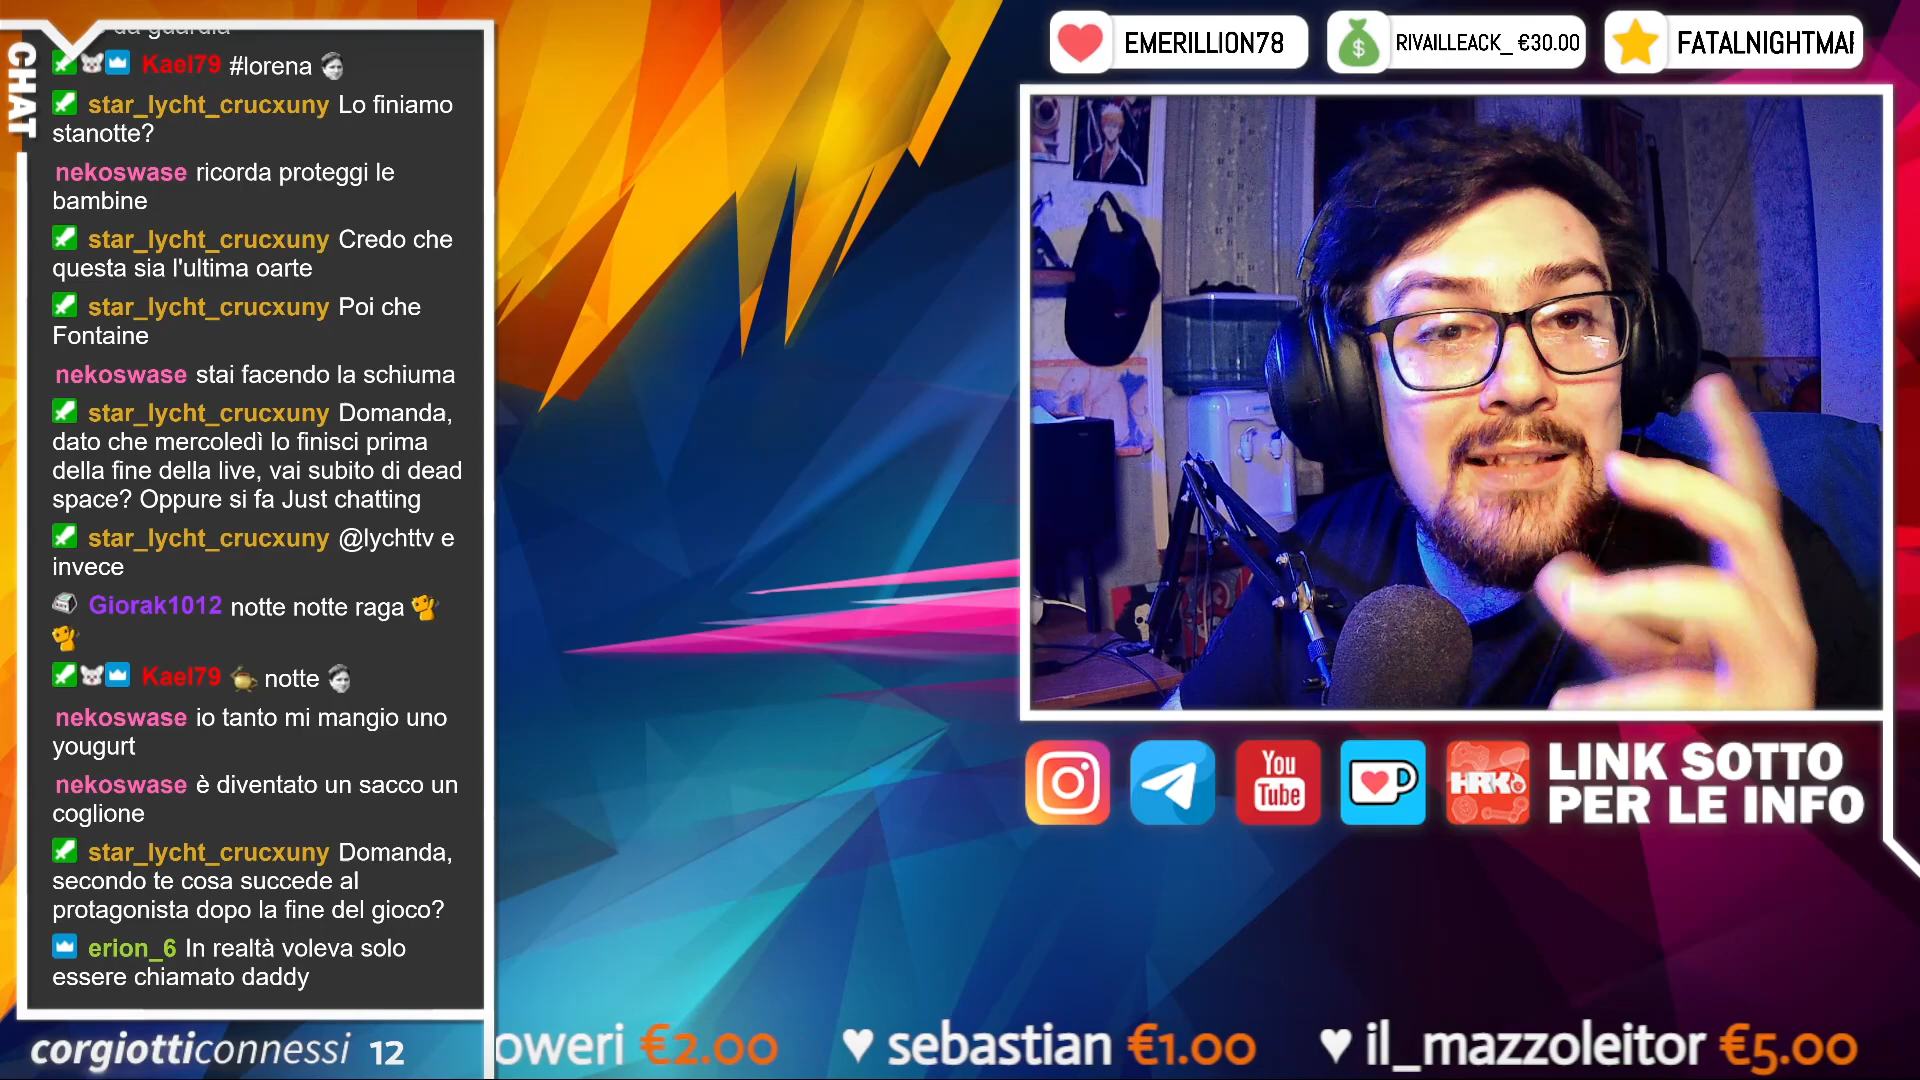 da guardia
CHAT
Kael79 #lorena
star_lycht_crucxuny Lo finiamo
stanotte?
nekoswase ricorda proteggi le
bambine
star_lycht_crucxuny Credo che
questa sia l'ultima oarte
star_lycht_crucxuny Poi che
Fontaine
nekoswase stai facendo la schiuma
star_lycht_crucxuny Domanda,
dato che mercoledì lo finisci prima
della fine della live, vai subito di dead
space? Oppure si fa Just chatting
star_lycht_crucxuny @lychttv e
invece
Giorak1012 notte notte raga
Kael79 notte
nekoswase io tanto mi mangio uno
yougurt
nekoswase è diventato un sacco un
coglione
star_lycht_crucxuny Domanda,
secondo te cosa succede al
protagonista dopo la fine del gioco?
erion_6 In realtà voleva solo
essere chiamato daddy
corgiotticonnessi 12
EMERILLION78
RIVAILLEACK_ €30.00
FATALNIGHTMAR
You
Tube
HRK
LINK SOTTO
PER LE INFO
oweri €2.00 ♥ sebastian €1.00 ♥ il_mazzoleitor €5.00